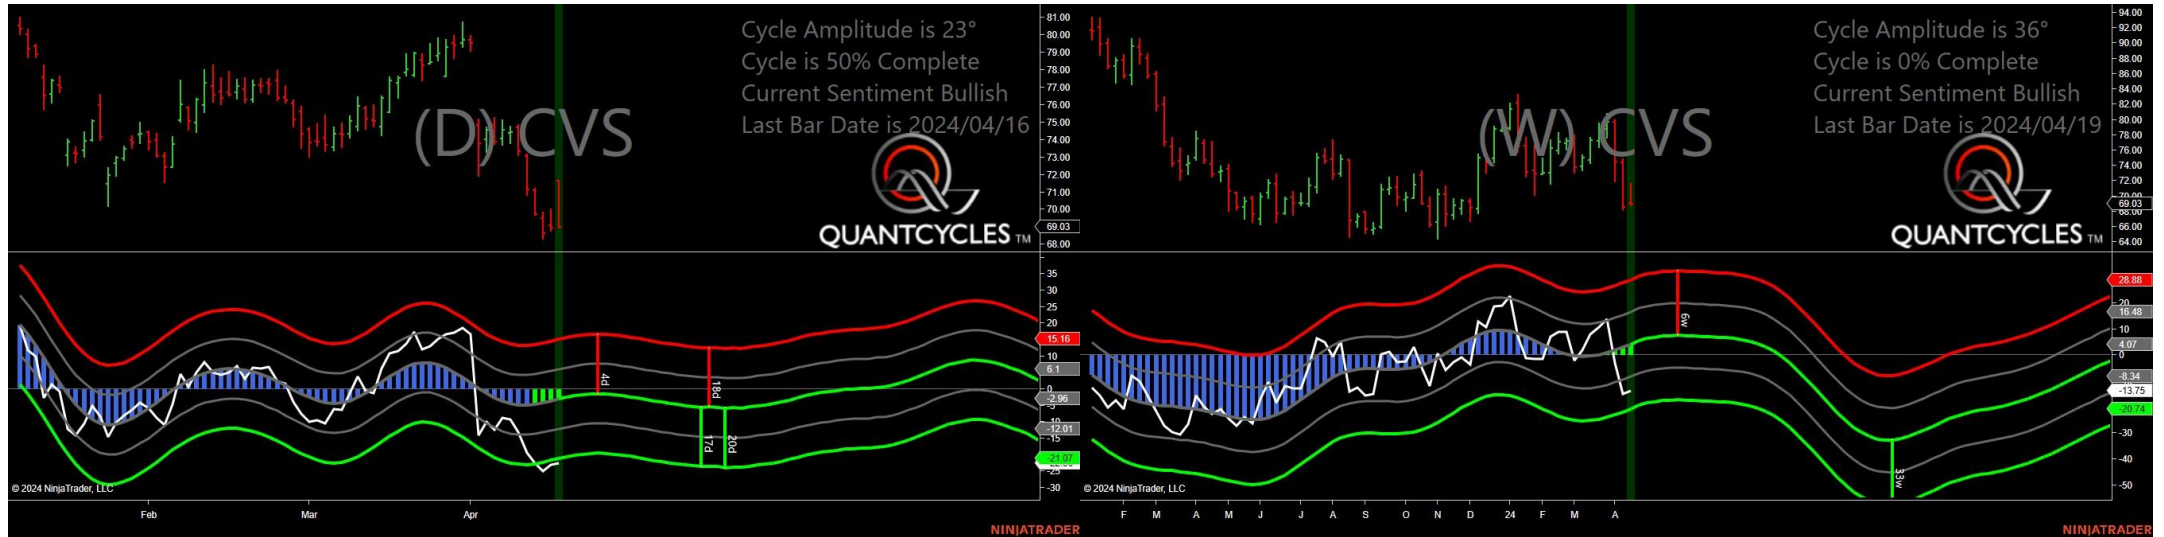 Cycle Amplitude is 23°
Cycle is 50% Complete
Current Sentiment Bullish
Last Bar Date is 2024/04/16
(D) CVS
QUANTCYCLES TM
81.00
80.00
79.00
78.00
77.00
76.00
75.00
74.00
73.00
72.00
71.00
70.00
69.03
68.00
35
30
25
20
15.16
10
6.1
0
-2.96
-12.01
-15
-21.07
-25
-30
4d
18d
17d
20d
© 2024 NinjaTrader, LLC
Feb Mar Apr
NINJATRADER
Cycle Amplitude is 36°
Cycle is 0% Complete
Current Sentiment Bullish
Last Bar Date is 2024/04/19
(W) CVS
QUANTCYCLES TM
94.00
92.00
90.00
88.00
86.00
84.00
82.00
80.00
78.00
76.00
74.00
72.00
69.03
68.00
66.00
64.00
28.88
20
16.48
10
4.07
0
-8.34
-13.75
-20.74
-30
-40
-50
6w
33w
© 2024 NinjaTrader, LLC
F M A M J J A S O N D 24 F M A
NINJATRADER